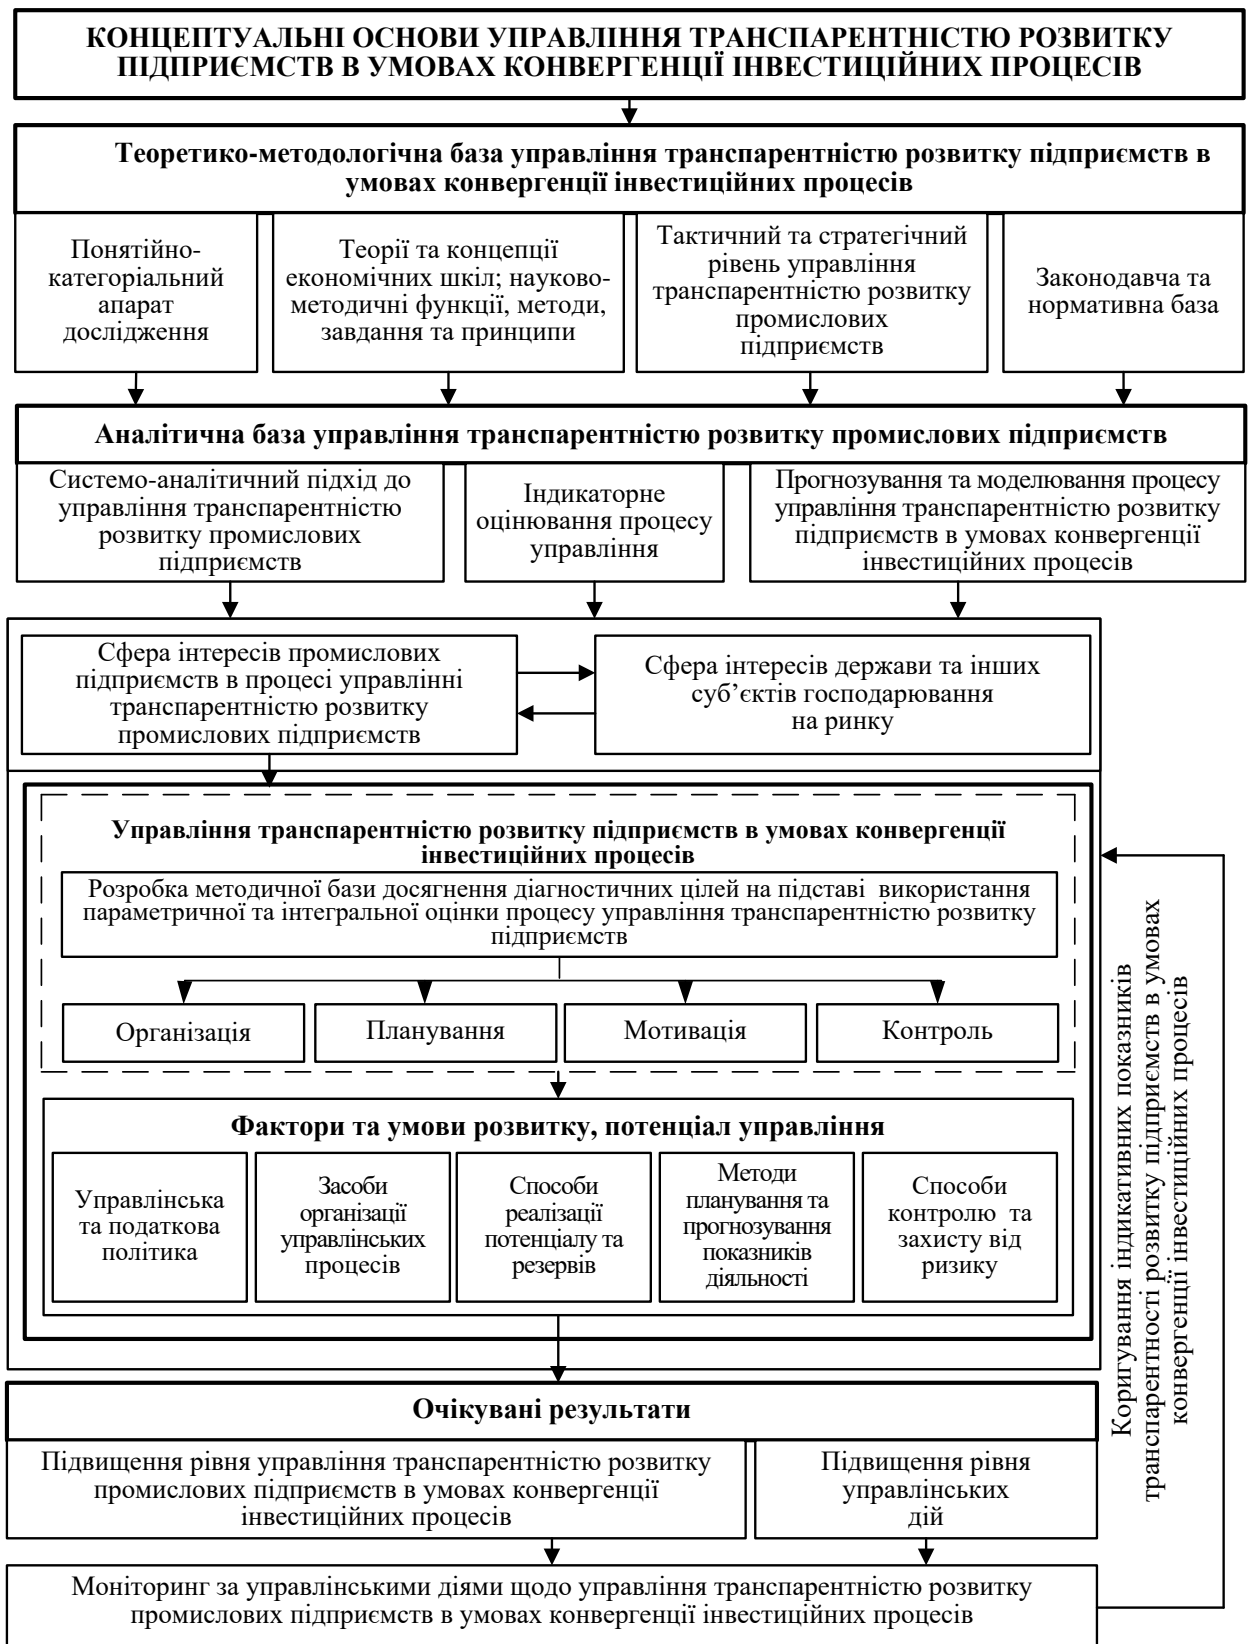 КОНЦЕПТУАЛЬНІ ОСНОВИ УПРАВЛІННЯ ТРАНСПАРЕНТНІСТЮ РОЗВИТКУ
ПІДПРИЄМСТВ В УМОВАХ КОНВЕРГЕНЦІЇ ІНВЕСТИЦІЙНИХ ПРОЦЕСІВ
Теоретико-методологічна база управління транспарентністю розвитку підприємств в
умовах конвергенції інвестиційних процесів
Понятійно-
категоріальний
апарат
дослідження
Теорії та концепції
економічних шкіл; науково-
методичні функції, методи,
завдання та принципи
Тактичний та стратегічний
рівень управління
транспарентністю розвитку
промислових
підприємств
Законодавча та
нормативна база
Аналітична база управління транспарентністю розвитку промислових підприємств
Системо-аналітичний підхід до
управління транспарентністю
розвитку промислових
підприємств
Індикаторне
оцінювання процесу
управління
Прогнозування та моделювання процесу
управління транспарентністю розвитку
підприємств в умовах конвергенції
інвестиційних процесів
Сфера інтересів промислових
підприємств в процесі управлінні
транспарентністю розвитку
промислових підприємств
Сфера інтересів держави та інших
суб’єктів господарювання
на ринку
Управління транспарентністю розвитку підприємств в умовах конвергенції
інвестиційних процесів
Розробка методичної бази досягнення діагностичних цілей на підставі використання
параметричної та інтегральної оцінки процесу управління транспарентністю розвитку
підприємств
Організація
Планування
Мотивація
Контроль
Фактори та умови розвитку, потенціал управління
Управлінська
та податкова
політика
Засоби
організації
управлінських
процесів
Способи
реалізації
потенціалу та
резервів
Методи
планування та
прогнозування
показників
діяльності
Способи
контролю та
захисту від
ризику
Коригування індикативних показників
транспарентності розвитку підприємств в умовах
конвергенції інвестиційних процесів
Очікувані результати
Підвищення рівня управління транспарентністю розвитку
промислових підприємств в умовах конвергенції
інвестиційних процесів
Підвищення рівня
управлінських
дій
Моніторинг за управлінськими діями щодо управління транспарентністю розвитку
промислових підприємств в умовах конвергенції інвестиційних процесів